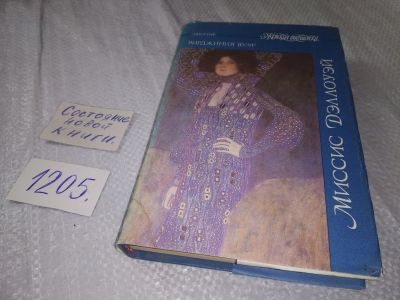 ВИРДЖИНИЯ ВУЛФ
МИССИС ДЭЛЛОУЭЙ
Состояние
новой
книги.
1205.